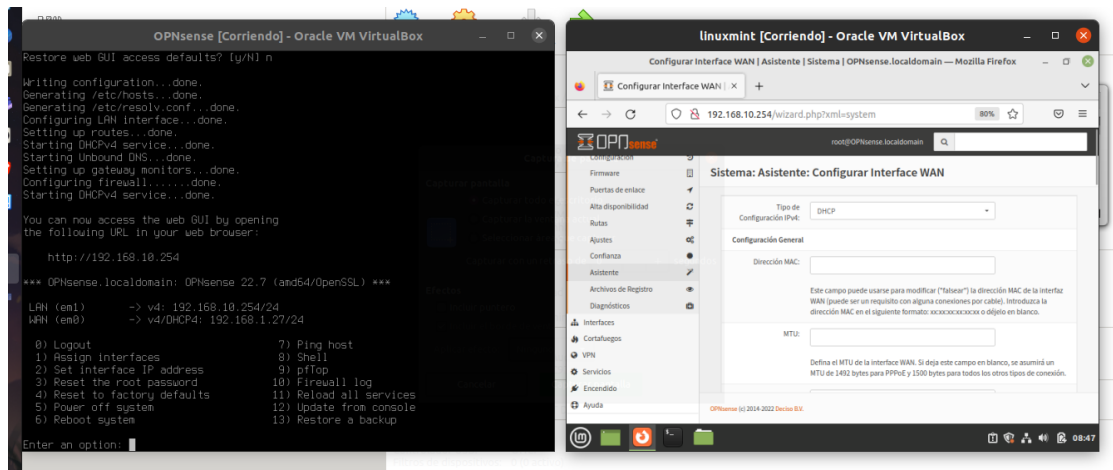 OPNsense [Corriendo] - Oracle VM VirtualBox
Restore web GUI access defaults? [y/N] n
Writing configuration...done.
Generating /etc/hosts...done.
Generating /etc/resolv.conf...done.
Configuring LAN interface...done.
Setting up routes...done.
Starting DHCPv4 service...done.
Starting Unbound DNS...done.
Setting up gateway monitors...done.
Configuring firewall.......done.
Starting DHCPv4 service...done.
You can now access the web GUI by opening
the following URL in your web browser:
http://192.168.10.254
*** OPNsense.localdomain: OPNsense 22.7 (amd64/OpenSSL) ***
LAN (em1) -> v4: 192.168.10.254/24
WAN (em0) -> v4/DHCP4: 192.168.1.27/24
0) Logout 7) Ping host
1) Assign interfaces 8) Shell
2) Set interface IP address 9) pfTop
3) Reset the root password 10) Firewall log
4) Reset to factory defaults 11) Reload all services
5) Power off system 12) Update from console
6) Reboot system 13) Restore a backup
Enter an option:
linuxmint [Corriendo] - Oracle VM VirtualBox
Configurar Interface WAN | Asistente | Sistema | OPNsense.localdomain — Mozilla Firefox
Configurar Interface WAN |
192.168.10.254/wizard.php?xml=system 80%
OPNsense
root@OPNsense.localdomain
Configuración
Firmware
Puertas de enlace
Alta disponibilidad
Rutas
Ajustes
Confianza
Asistente
Archivos de Registro
Diagnósticos
Interfaces
Cortafuegos
VPN
Servicios
Encendido
Ayuda
Sistema: Asistente: Configurar Interface WAN
Tipo de
Configuración IPv4:
DHCP
Configuración General
Dirección MAC:
Este campo puede usarse para modificar ("falsear") la dirección MAC de la interfaz
WAN (puede ser un requisito con alguna conexiones por cable). Introduzca la
dirección MAC en el siguiente formato: xx:xx:xx:xx:xx:xx o déjelo en blanco.
MTU:
Defina el MTU de la interface WAN. Si deja este campo en blanco, se asumirá un
MTU de 1492 bytes para PPPoE y 1500 bytes para todos los otros tipos de conexión.
OPNsense (c) 2014-2022 Deciso B.V.
08:47